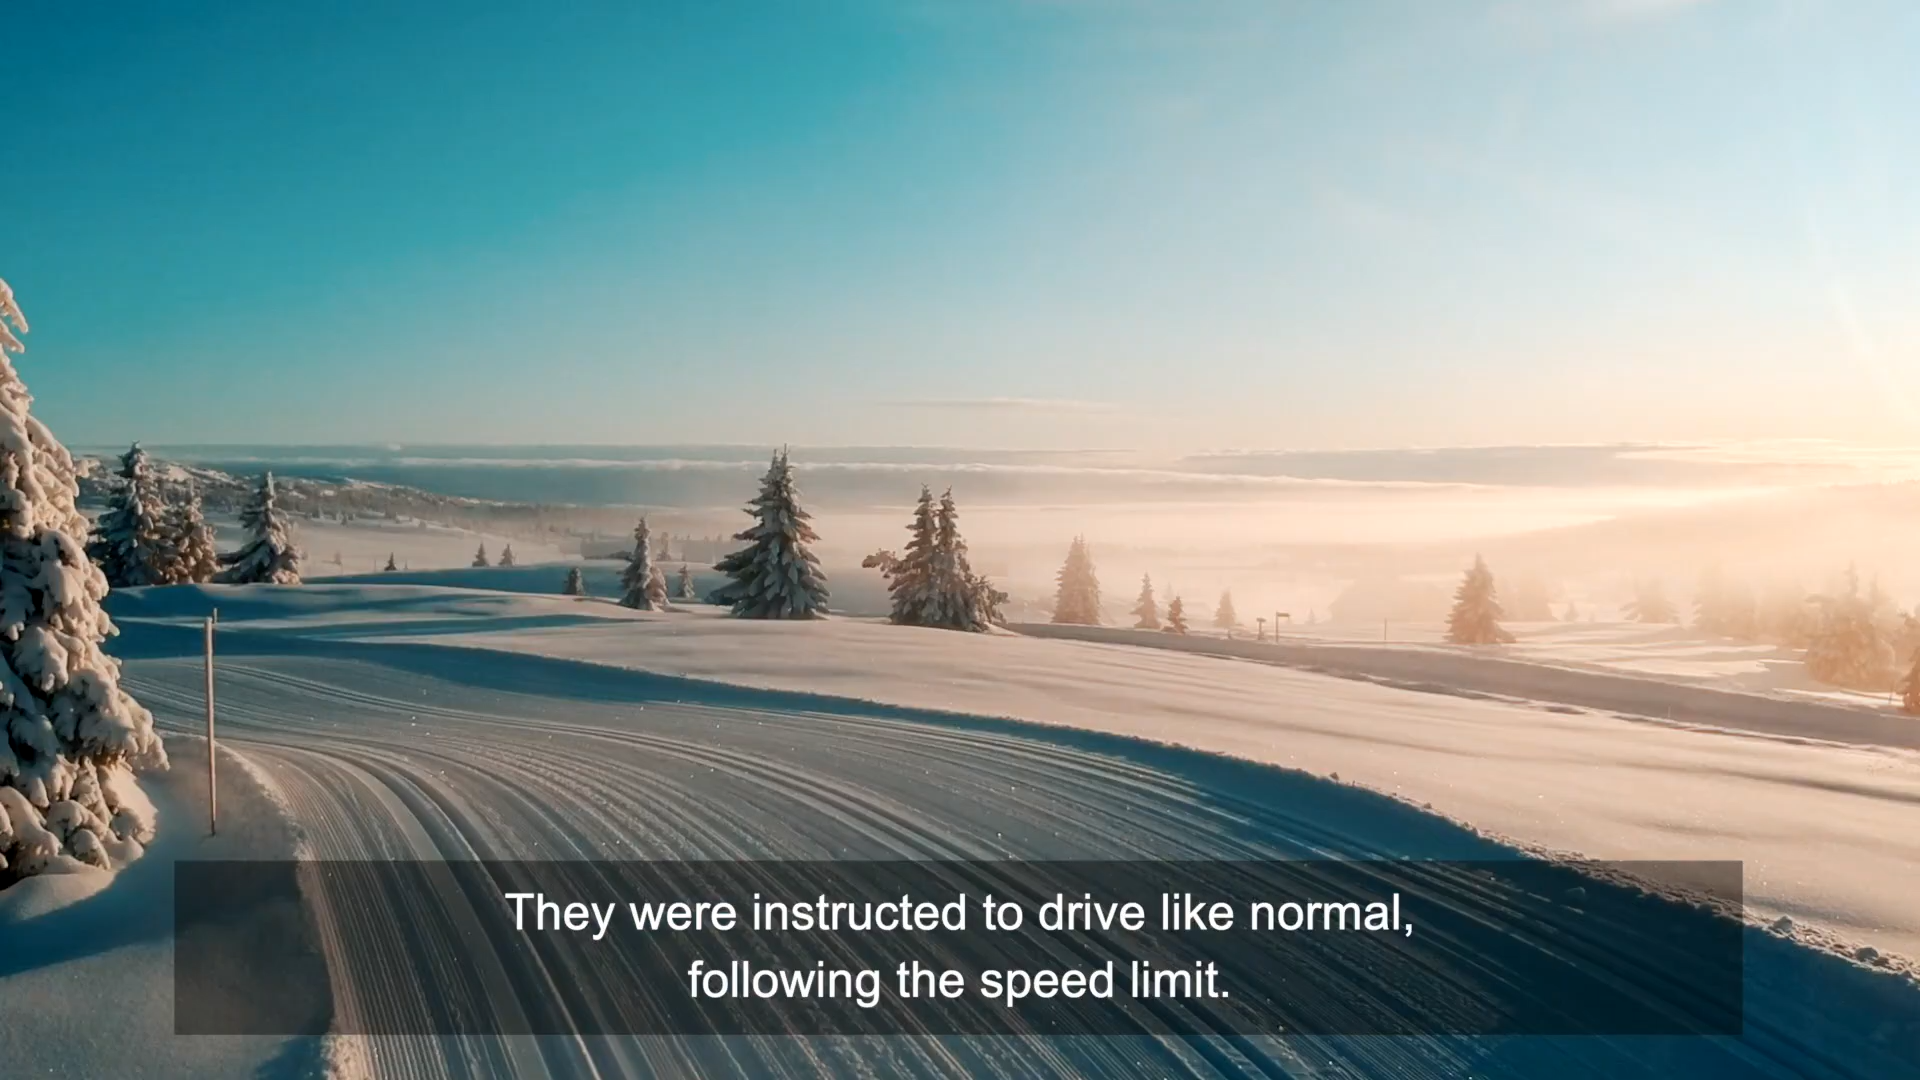 They were instructed to drive like normal,
following the speed limit.